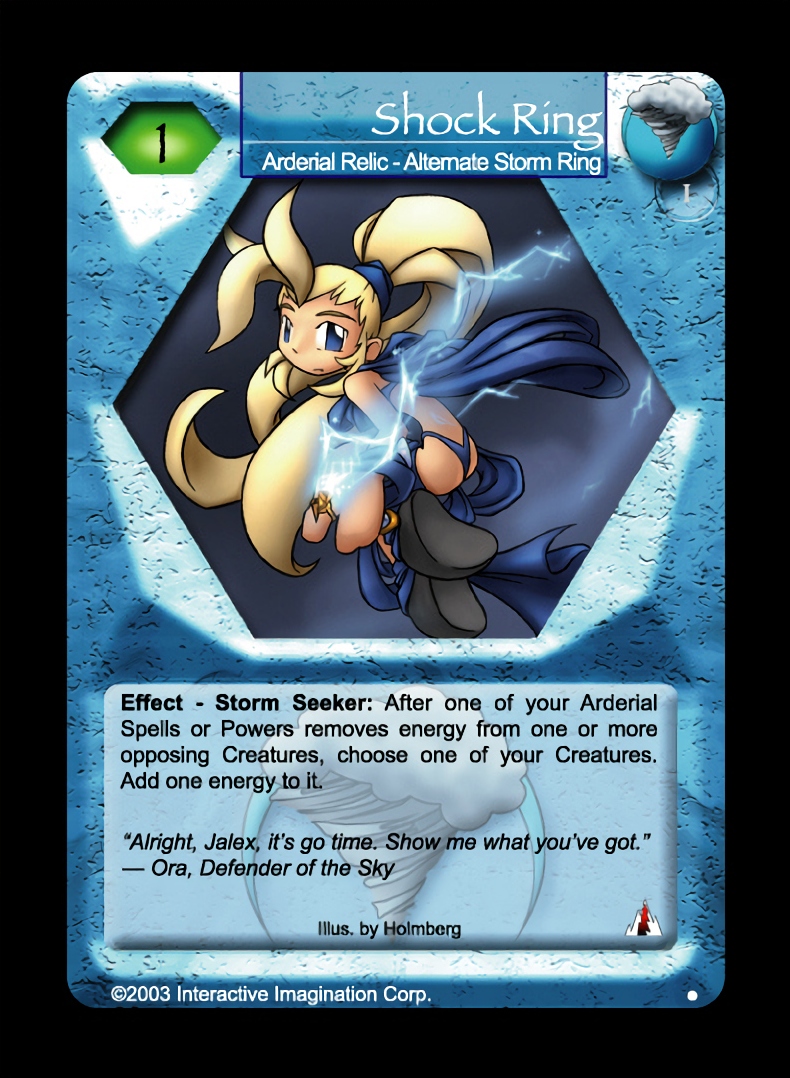 1
Shock Ring
Arderial Relic - Alternate Storm Ring
1
Effect - Storm Seeker: After one of your Arderial
Spells or Powers removes energy from one or more
opposing Creatures, choose one of your Creatures.
Add one energy to it.
“Alright, Jalex, it’s go time. Show me what you’ve got.”
— Ora, Defender of the Sky
Illus. by Holmberg
©2003 Interactive Imagination Corp.